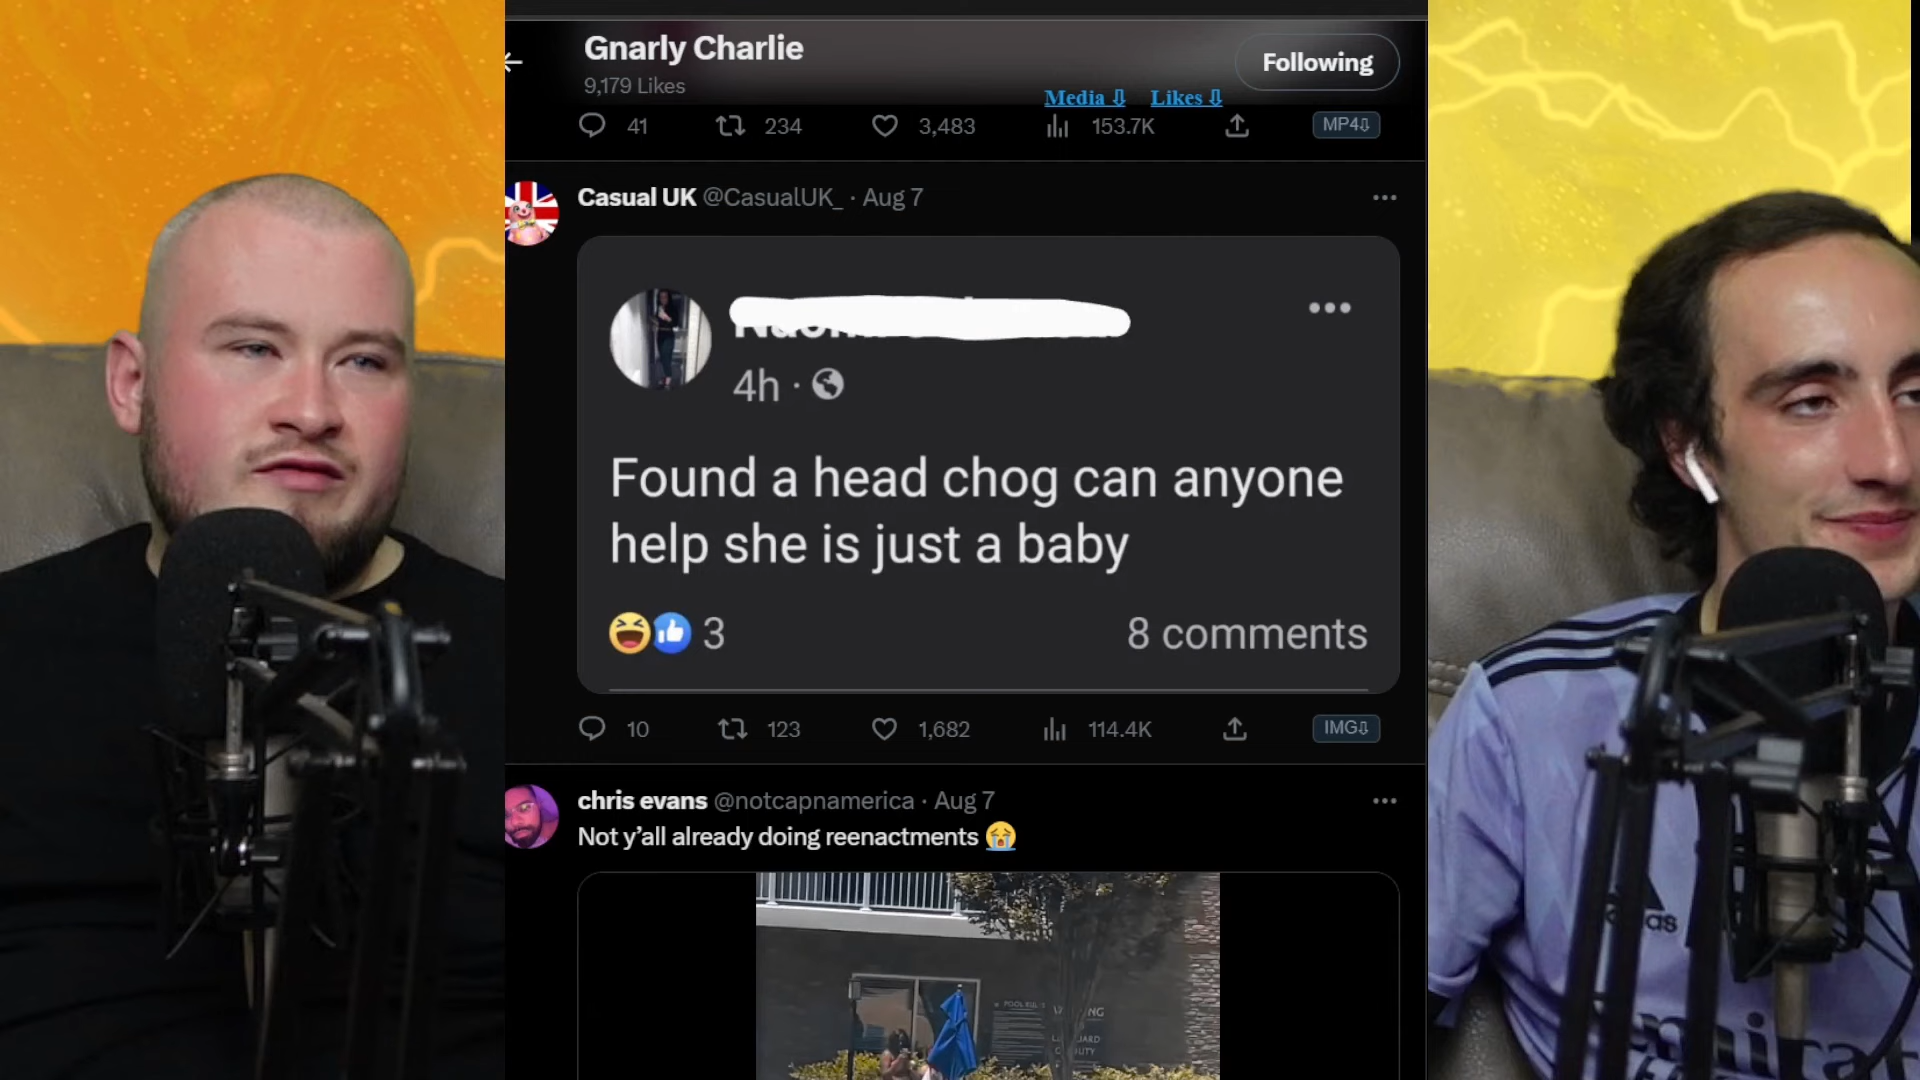 Gnarly Charlie
9,179 Likes
Following
Media ⇩ Likes ⇩
41 234 3,483 153.7K MP4⇩
Casual UK @CasualUK_ · Aug 7
4h ·
Found a head chog can anyone
help she is just a baby
3 8 comments
10 123 1,682 114.4K IMG⇩
chris evans @notcapnamerica · Aug 7
Not y’all already doing reenactments 😭